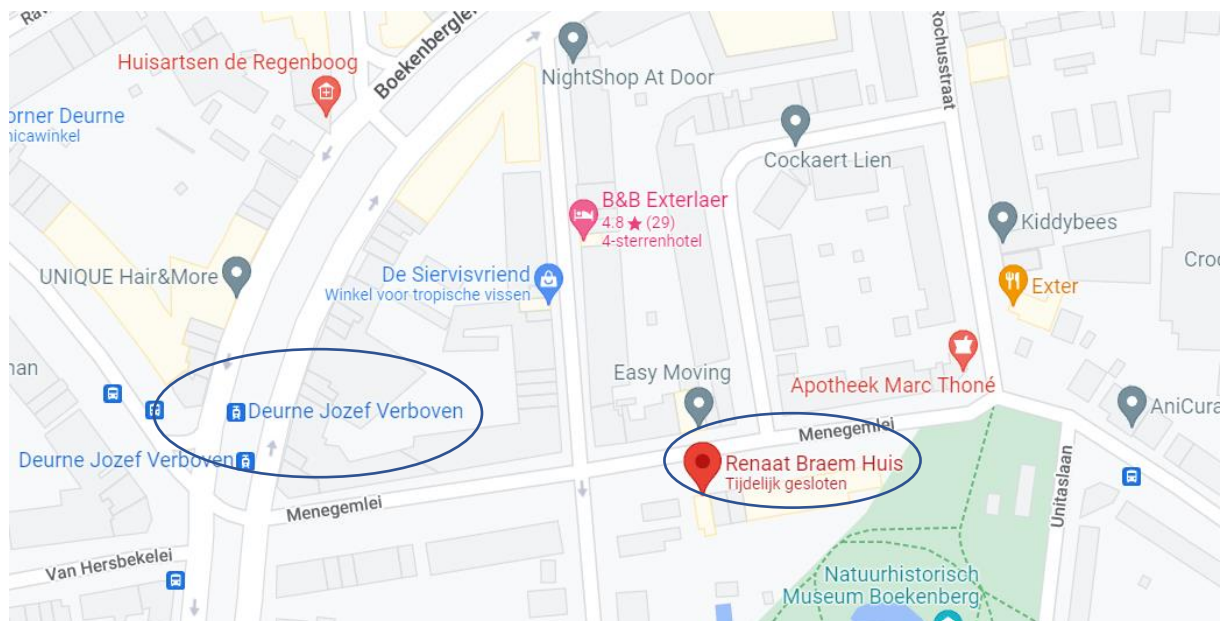 Huisartsen de Regenboog
Boekenberglei
NightShop At Door
Rochusstraat
orner Deurne
nicawinkel
Cockaert Lien
B&B Exterlaer
4.8 ★ (29)
4-sterrenhotel
Kiddybees
UNIQUE Hair&More
De Siervisvriend
Winkel voor tropische vissen
Croc
Exter
nan
Easy Moving
Apotheek Marc Thoné
Deurne Jozef Verboven
AniCura
Menegemlei
Deurne Jozef Verboven
Renaat Braem Huis
Tijdelijk gesloten
Menegemlei
Unitaslaan
Van Hersbekelei
Natuurhistorisch
Museum Boekenberg